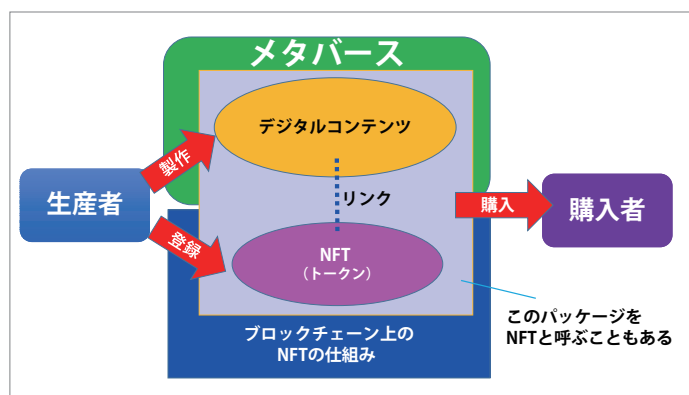 メタバース
デジタルコンテンツ
製作
生産者
リンク
購入
購入者
登録
NFT
（トークン）
このパッケージを
NFTと呼ぶこともある
ブロックチェーン上の
NFTの仕組み